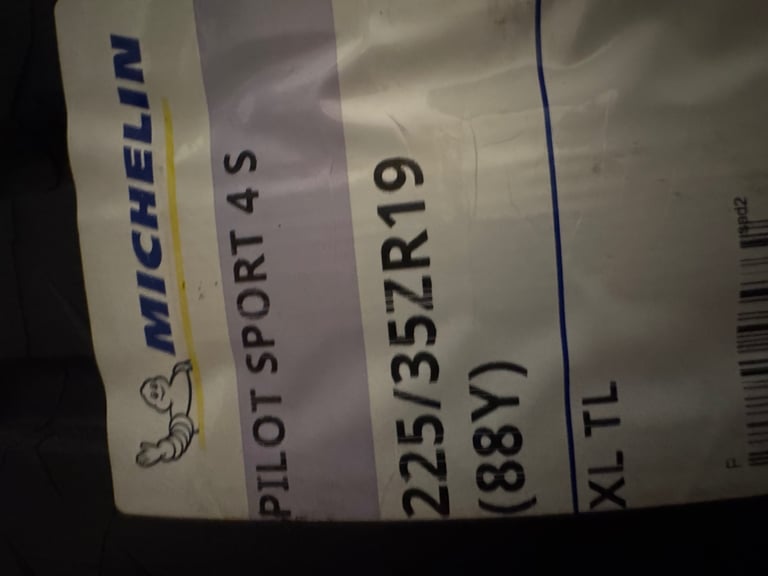 MICHELIN
PILOT SPORT 4 S
225/35ZR19
(88Y)
XL TL
P